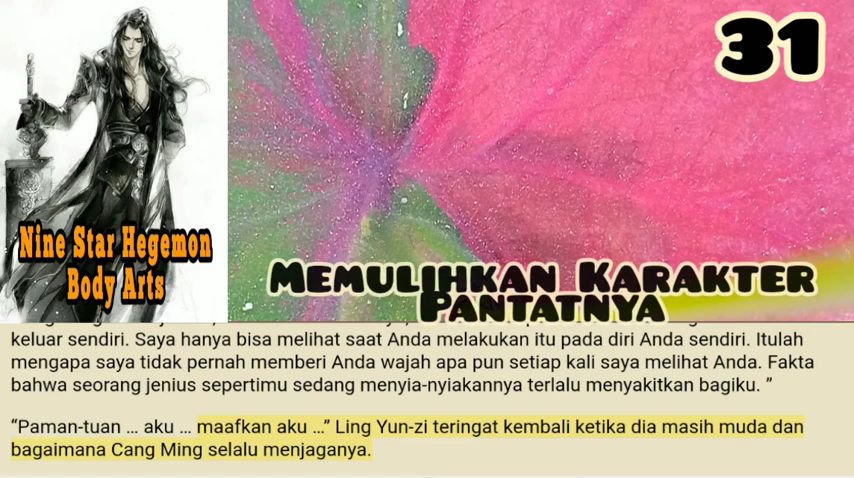 31
Nine Star Hegemon
Body Arts
Memulihkan Karakter
Pantatnya
keluar sendiri. Saya hanya bisa melihat saat Anda melakukan itu pada diri Anda sendiri. Itulah
mengapa saya tidak pernah memberi Anda wajah apa pun setiap kali saya melihat Anda. Fakta
bahwa seorang jenius sepertimu sedang menyia-nyiakannya terlalu menyakitkan bagiku. ”
“Paman-tuan … aku … maafkan aku …” Ling Yun-zi teringat kembali ketika dia masih muda dan
bagaimana Cang Ming selalu menjaganya.